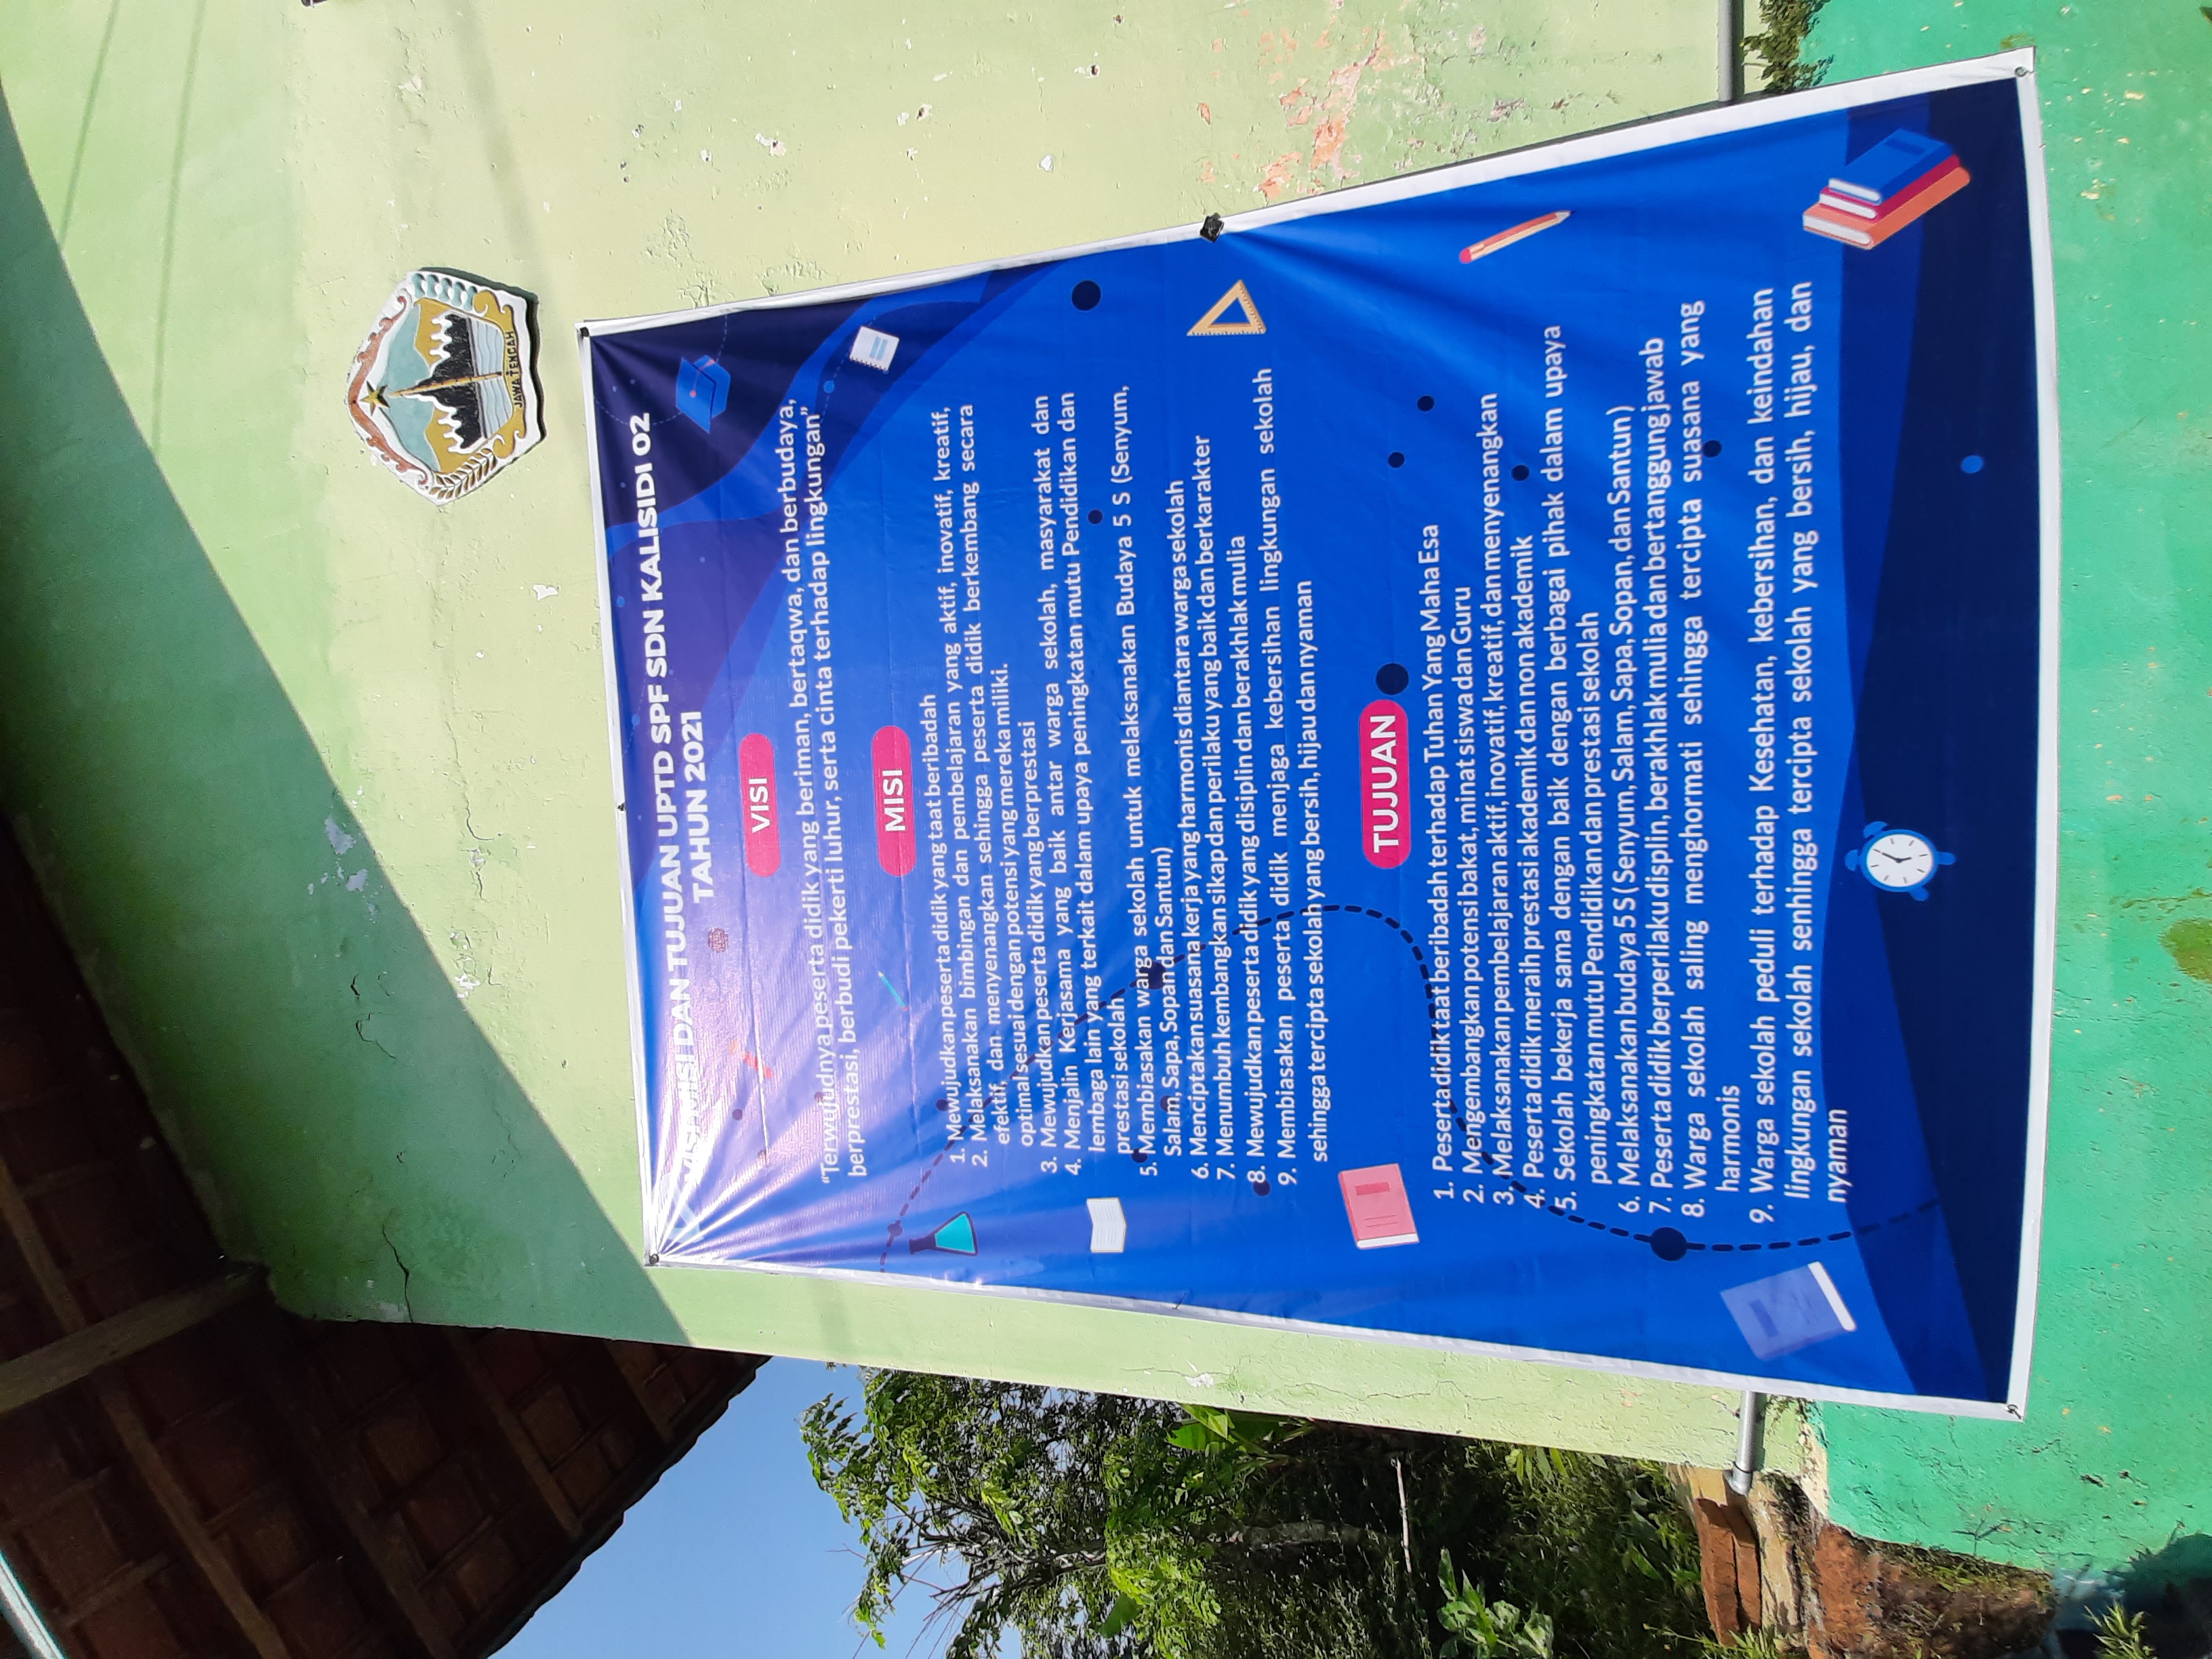 JAWA TENGAH
VISI MISI DAN TUJUAN UPTD SPF SDN KALISIDI 02
TAHUN 2021
VISI
“Terwujudnya peserta didik yang beriman, bertaqwa, dan berbudaya,
berprestasi, berbudi pekerti luhur, serta cinta terhadap lingkungan”
MISI
1. Mewujudkan peserta didik yang taat beribadah
2. Melaksanakan bimbingan dan pembelajaran yang aktif, inovatif, kreatif,
efektif, dan menyenangkan sehingga peserta didik berkembang secara
optimal sesuai dengan potensi yang mereka miliki.
3. Mewujudkan peserta didik yang berprestasi
4. Menjalin Kerjasama yang baik antar warga sekolah, masyarakat dan
lembaga lain yang terkait dalam upaya peningkatan mutu Pendidikan dan
prestasi sekolah
5. Membiasakan warga sekolah untuk melaksanakan Budaya 5 S (Senyum,
Salam, Sapa, Sopan dan Santun)
6. Menciptakan suasana kerja yang harmonis diantara warga sekolah
7. Menumbuh kembangkan sikap dan perilaku yang baik dan berkarakter
8. Mewujudkan peserta didik yang disiplin dan berakhlak mulia
9. Membiasakan peserta didik menjaga kebersihan lingkungan sekolah
sehingga tercipta sekolah yang bersih, hijau dan nyaman
TUJUAN
1. Peserta didik taat beribadah terhadap Tuhan Yang Maha Esa
2. Mengembangkan potensi bakat, minat siswa dan Guru
3. Melaksanakan pembelajaran aktif, inovatif, kreatif, dan menyenangkan
4. Peserta didik meraih prestasi akademik dan non akademik
5. Sekolah bekerja sama dengan baik dengan berbagai pihak dalam upaya
peningkatan mutu Pendidikan dan prestasi sekolah
6. Melaksanakan budaya 5 S ( Senyum, Salam, Sapa, Sopan, dan Santun )
7. Peserta didik berperilaku displin, berakhlak mulia dan bertanggung jawab
8. Warga sekolah saling menghormati sehingga tercipta suasana yang
harmonis
9. Warga sekolah peduli terhadap Kesehatan, kebersihan, dan keindahan
lingkungan sekolah senhingga tercipta sekolah yang bersih, hijau, dan
nyaman